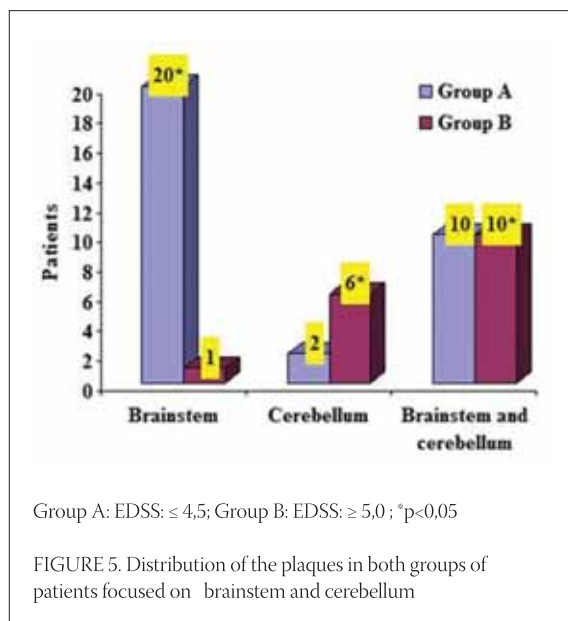 20*
20
18
16
14
12
10
8
6
4
2
0
Patients
Group A
Group B
1
2
6*
10
10*
Brainstem
Cerebellum
Brainstem and
cerebellum
Group A: EDSS: ≤ 4,5; Group B: EDSS: ≥ 5,0 ; *p<0,05
FIGURE 5. Distribution of the plaques in both groups of
patients focused on brainstem and cerebellum